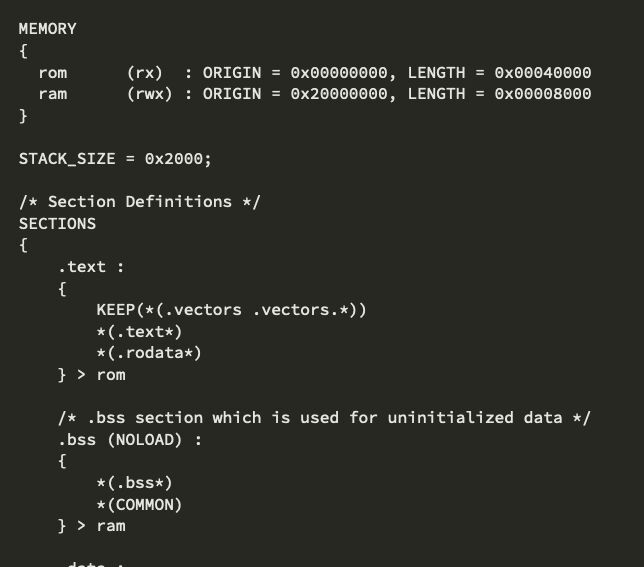 MEMORY
{
  rom      (rx)  : ORIGIN = 0x00000000, LENGTH = 0x00040000
  ram      (rwx) : ORIGIN = 0x20000000, LENGTH = 0x00008000
}

STACK_SIZE = 0x2000;

/* Section Definitions */
SECTIONS
{
    .text :
    {
        KEEP(*(.vectors .vectors.*))
        *(.text*)
        *(.rodata*)
    } > rom

    /* .bss section which is used for uninitialized data */
    .bss (NOLOAD) :
    {
        *(.bss*)
        *(COMMON)
    } > ram

    .data :